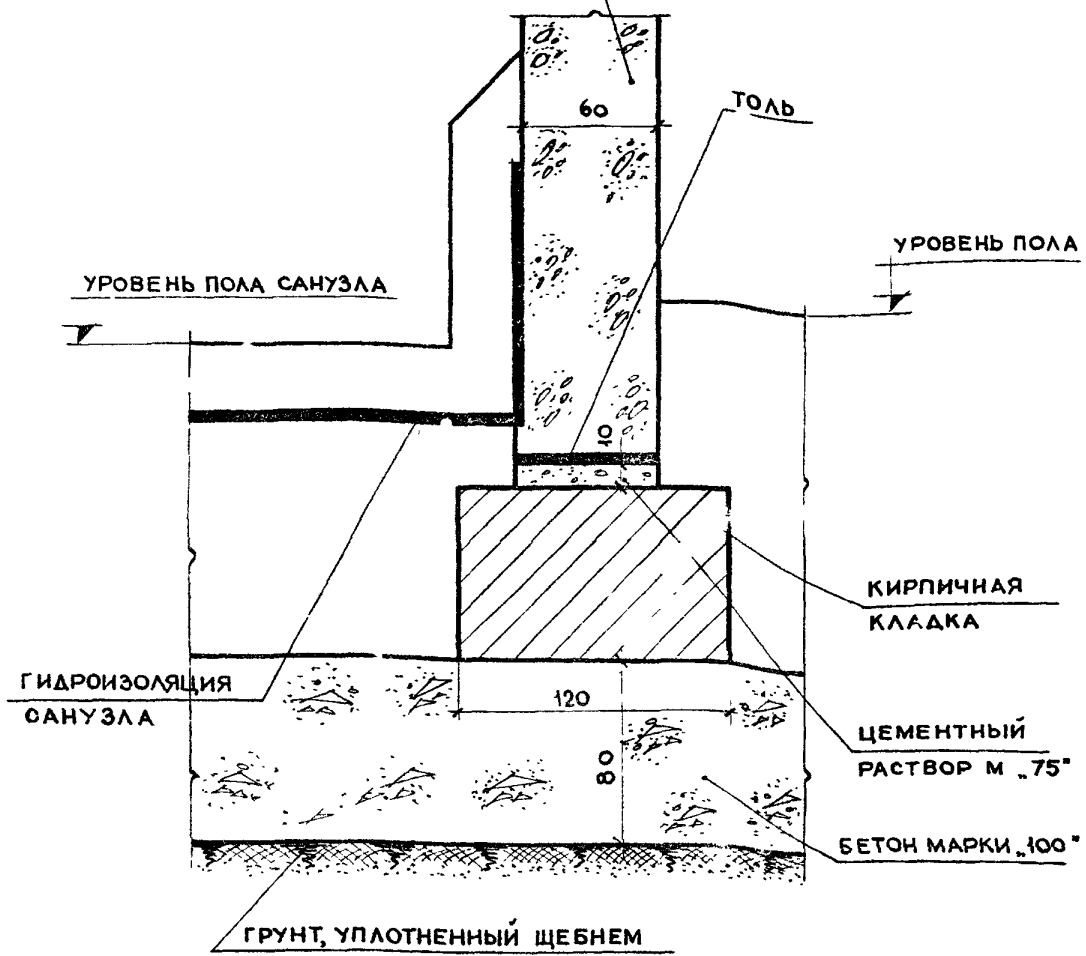 60
ТОЛЬ
УРОВЕНЬ ПОЛА
УРОВЕНЬ ПОЛА САНУЗЛА
10
КИРПИЧНАЯ
КЛАДКА
ГИДРОИЗОЛЯЦИЯ
САНУЗЛА
120
80
ЦЕМЕНТНЫЙ
РАСТВОР М „75"
БЕТОН МАРКИ „100"
ГРУНТ, УПЛОТНЕННЫЙ ЩЕБНЕМ